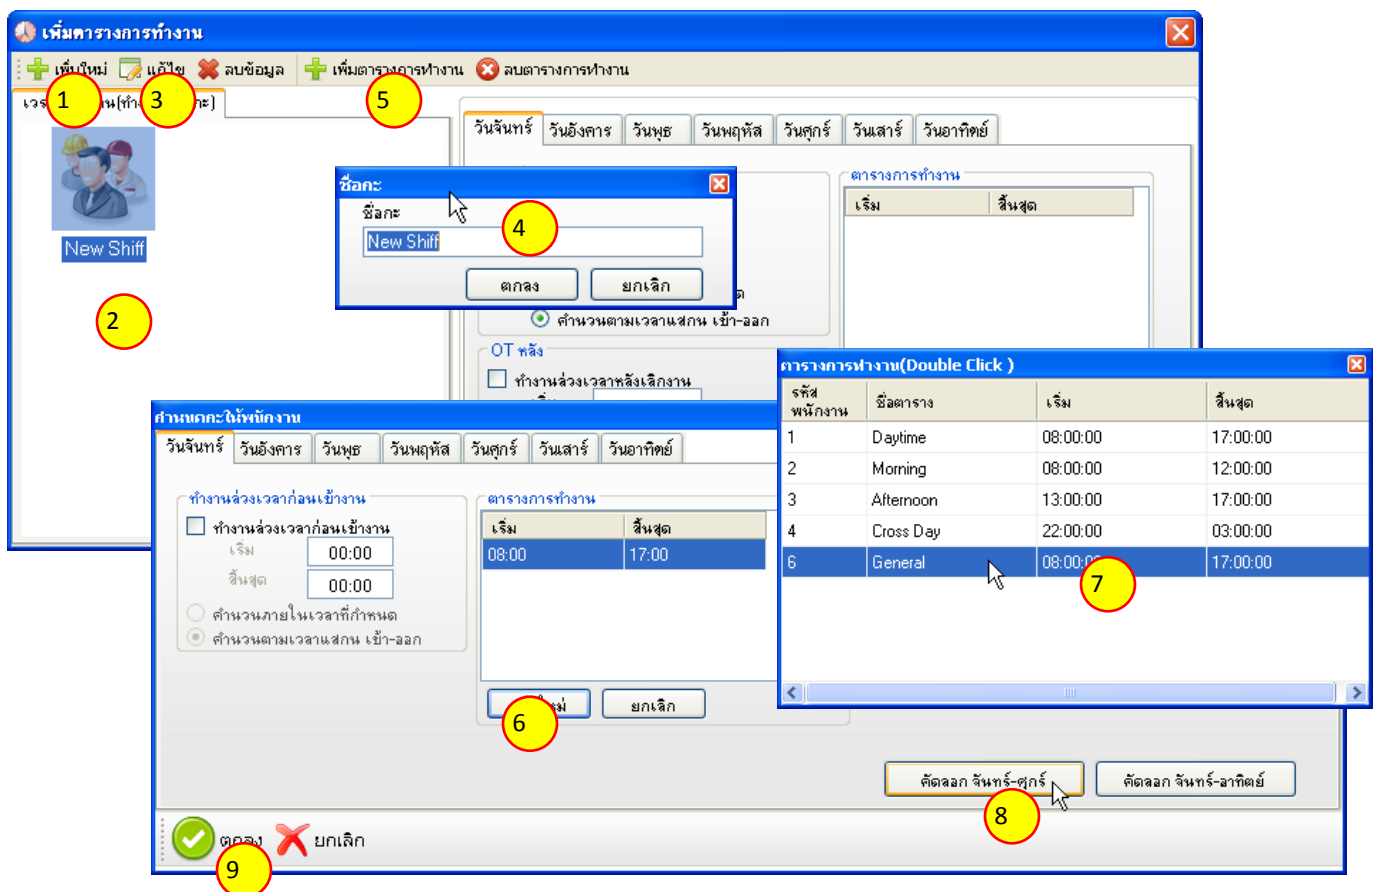 เพิ่มตารางการทำงาน
เพิ่มใหม่ แก้ไข ลบข้อมูล เพิ่มตารางการทำงาน ลบตารางการทำงาน
1 3 5
วันจันทร์ วันอังคาร วันพุธ วันพฤหัส วันศุกร์ วันเสาร์ วันอาทิตย์
New Shiff
2
ชื่อกะ
ชื่อกะ
New Shiff
4
ตกลง ยกเลิก
ตารางการทำงาน
เริ่ม สิ้นสุด
คำนวนตามเวลาแสกน เข้า-ออก
OT หลัง
ทำงานล่วงเวลาหลังเลิกงาน
ตารางการทำงาน(Double Click )
รหัส
พนักงาน ชื่อตาราง เริ่ม สิ้นสุด
1 Daytime 08:00:00 17:00:00
2 Morning 08:00:00 12:00:00
3 Afternoon 13:00:00 17:00:00
4 Cross Day 22:00:00 03:00:00
6 General 08:00:00 17:00:00
7
กำหนดกะให้พนักงาน
วันจันทร์ วันอังคาร วันพุธ วันพฤหัส วันศุกร์ วันเสาร์ วันอาทิตย์
ทำงานล่วงเวลาก่อนเข้างาน
ทำงานล่วงเวลาก่อนเข้างาน
เริ่ม 00:00
สิ้นสุด 00:00
คำนวนภายในเวลาที่กำหนด
คำนวนตามเวลาแสกน เข้า-ออก
ตารางการทำงาน
เริ่ม สิ้นสุด
08:00 17:00
ยกเลิก
6
คัดลอก จันทร์-ศุกร์ คัดลอก จันทร์-อาทิตย์
8
ตกลง ยกเลิก
9